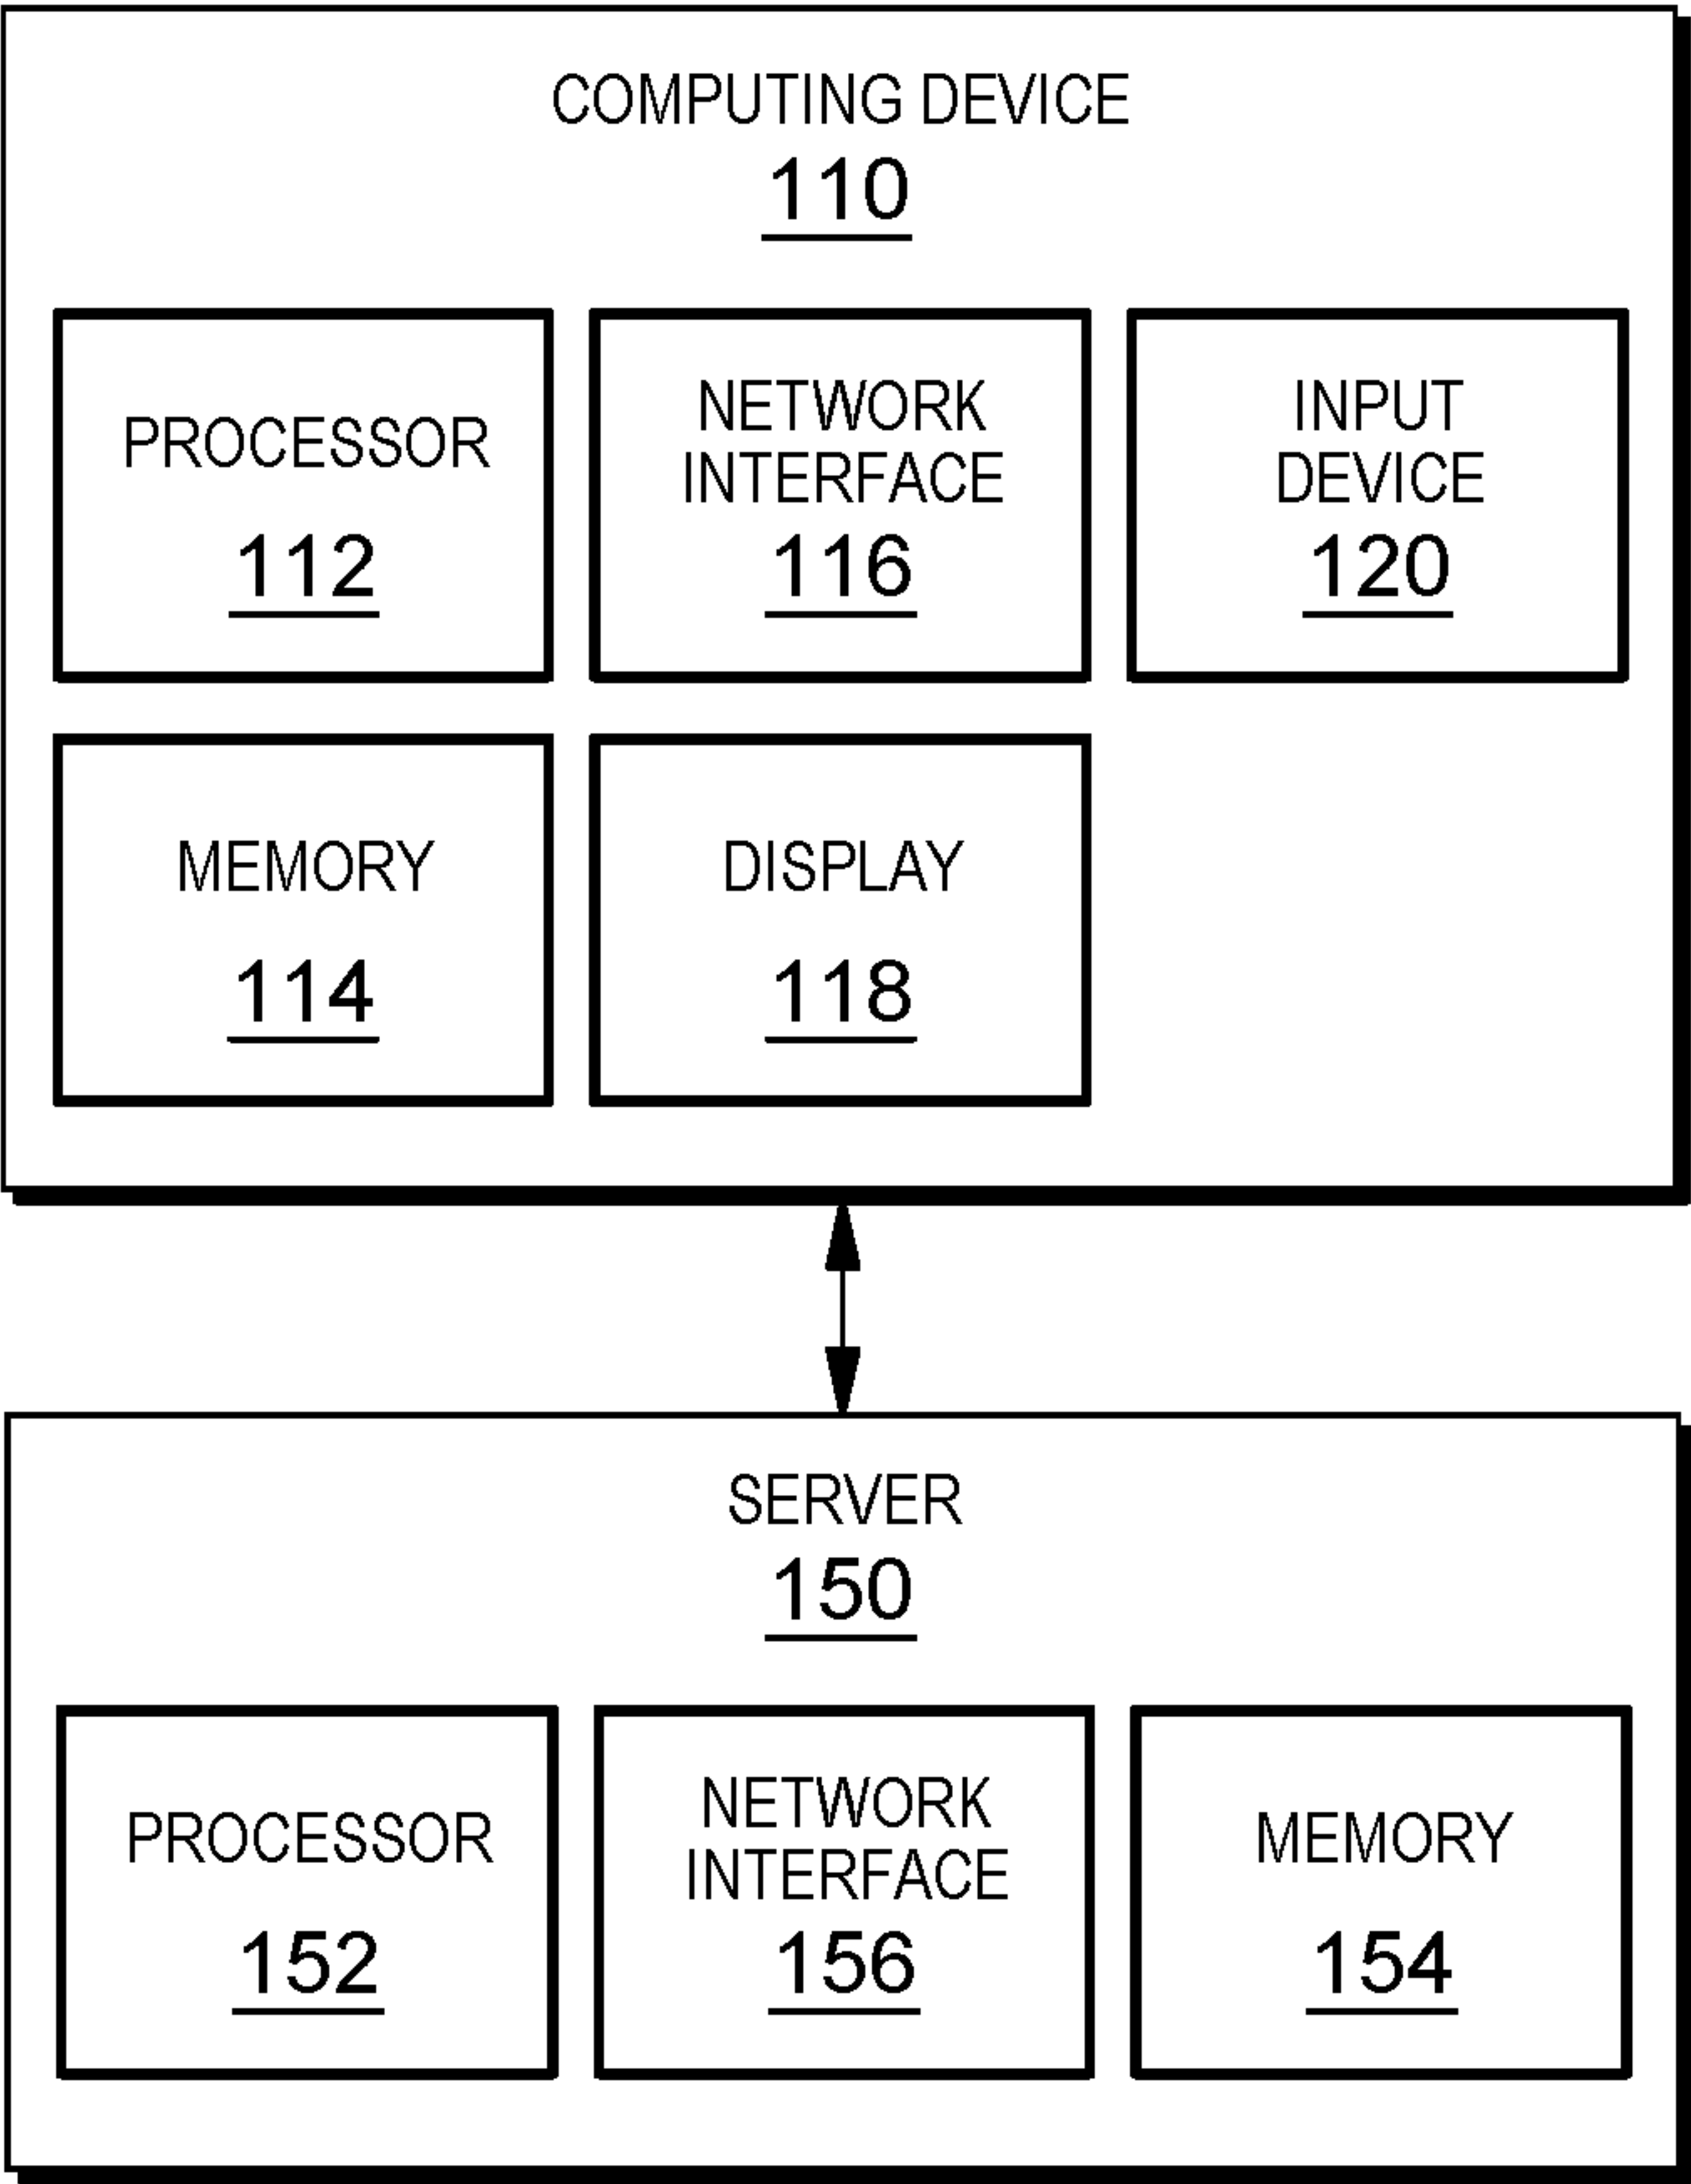 COMPUTING DEVICE
110
PROCESSOR
112
NETWORK
INTERFACE
116
INPUT
DEVICE
120
MEMORY
114
DISPLAY
118
SERVER
150
PROCESSOR
152
NETWORK
INTERFACE
156
MEMORY
154